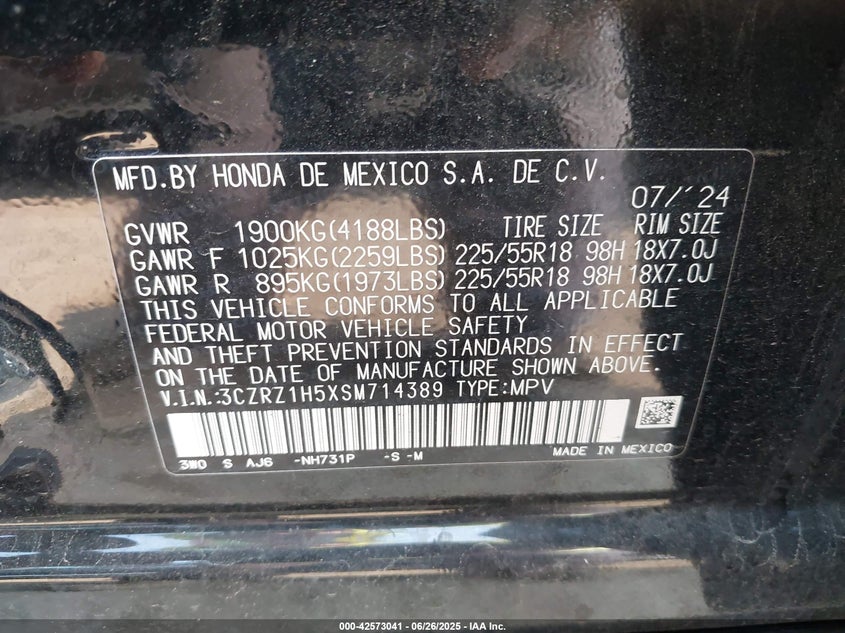 MFD.BY HONDA DE MEXICO S.A. DE C.V.
07/'24
GVWR 1900KG(4188LBS) TIRE SIZE RIM SIZE
GAWR F 1025KG(2259LBS) 225/55R18 98H 18X7.0J
GAWR R 895KG(1973LBS) 225/55R18 98H 18X7.0J
THIS VEHICLE CONFORMS TO ALL APPLICABLE
FEDERAL MOTOR VEHICLE SAFETY
AND THEFT PREVENTION STANDARDS IN EFFECT
ON THE DATE OF MANUFACTURE SHOWN ABOVE.
V.I.N.:3CZRZ1H5XSM714389 TYPE:MPV
3W0 S AJ6 -NH731P -S -M MADE IN MEXICO
000-42573041 | 06/26/2025 - IAA Inc.